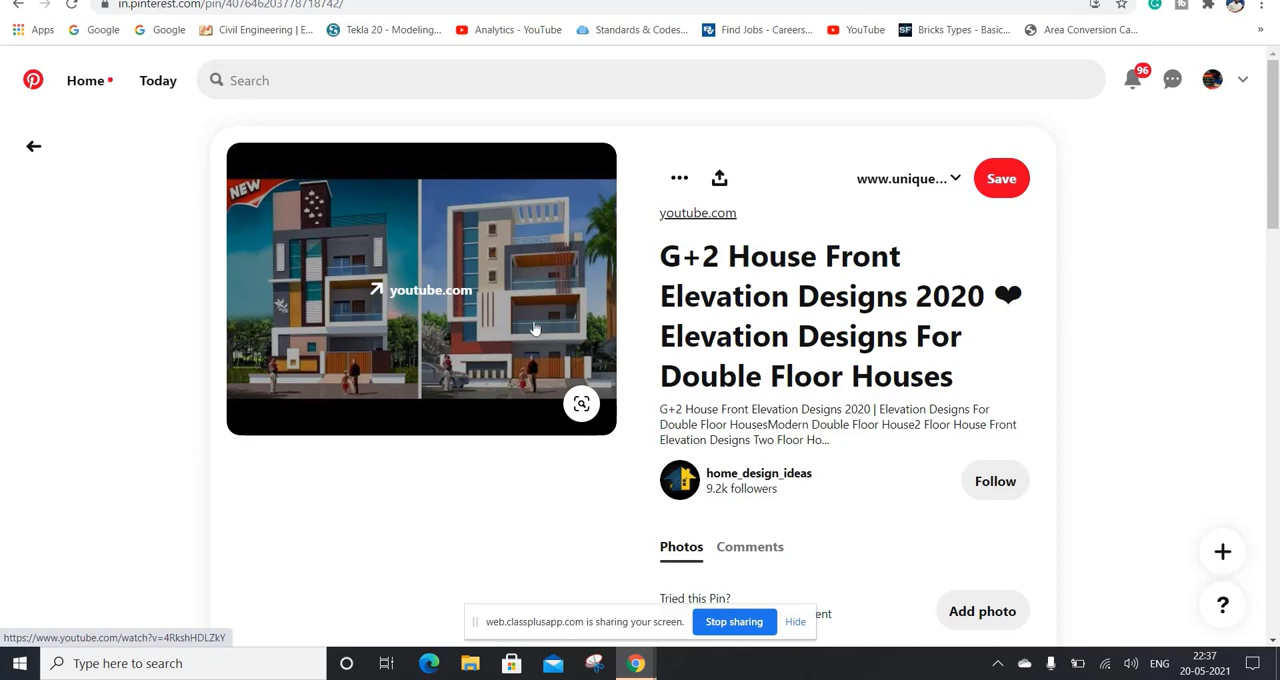 in.pinterest.com/pin/407646203778718742/
Apps Google Google Civil Engineering | E... Tekla 20 - Modeling... Analytics - YouTube Standards & Codes... Find Jobs - Careers... YouTube Bricks Types - Basic... Area Conversion Ca... »
Home Today Search 96
www.unique... Save
youtube.com
NEW
youtube.com
G+2 House Front
Elevation Designs 2020 ❤
Elevation Designs For
Double Floor Houses
G+2 House Front Elevation Designs 2020 | Elevation Designs For
Double Floor HousesModern Double Floor House2 Floor House Front
Elevation Designs Two Floor Ho...
home_design_ideas
9.2k followers
Follow
Photos Comments
Tried this Pin?
Add photo
web.classplusapp.com is sharing your screen. Stop sharing Hide
https://www.youtube.com/watch?v=4RkshHDLZkY
Type here to search
ENG
22:37
20-05-2021